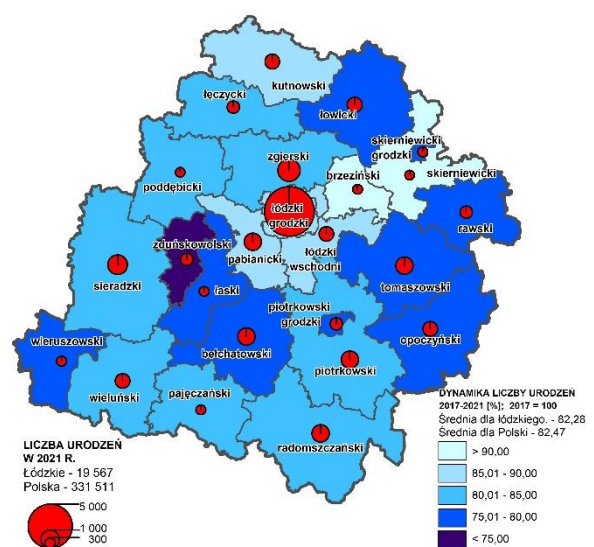 kutnowski
łęczycki
łowicki
skierniewicki
grodzki
zgierski
brzeziński
skierniewicki
poddębicki
łódzki
grodzki
rawski
zduńskowolski
pabianicki
łódzki
wschodni
sieradzki
łaski
tomaszowski
piotrkowski
grodzki
opoczyński
wieruszowski
bełchatowski
piotrkowski
wieluński
pajęczański
radomszczański
DYNAMIKA LICZBY URODZEŃ
2017-2021 [%]; 2017 = 100
Średnia dla łódzkiego. - 82,28
Średnia dla Polski - 82,47
> 90,00
85,01 - 90,00
80,01 - 85,00
75,01 - 80,00
< 75,00
LICZBA URODZEŃ
W 2021 R.
Łódzkie - 19 567
Polska - 331 511
5 000
1 000
300